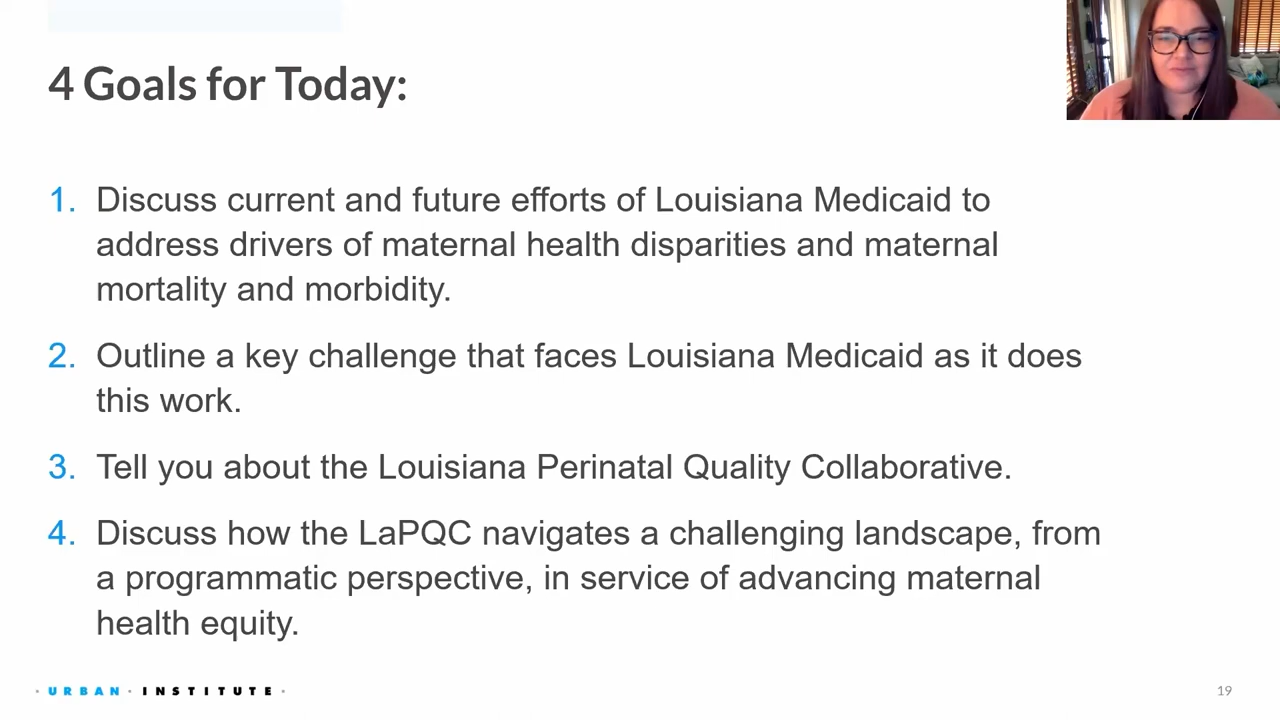 4 Goals for Today:
1. Discuss current and future efforts of Louisiana Medicaid to
address drivers of maternal health disparities and maternal
mortality and morbidity.
2. Outline a key challenge that faces Louisiana Medicaid as it does
this work.
3. Tell you about the Louisiana Perinatal Quality Collaborative.
4. Discuss how the LaPQC navigates a challenging landscape, from
a programmatic perspective, in service of advancing maternal
health equity.
· URBAN · INSTITUTE ·
19